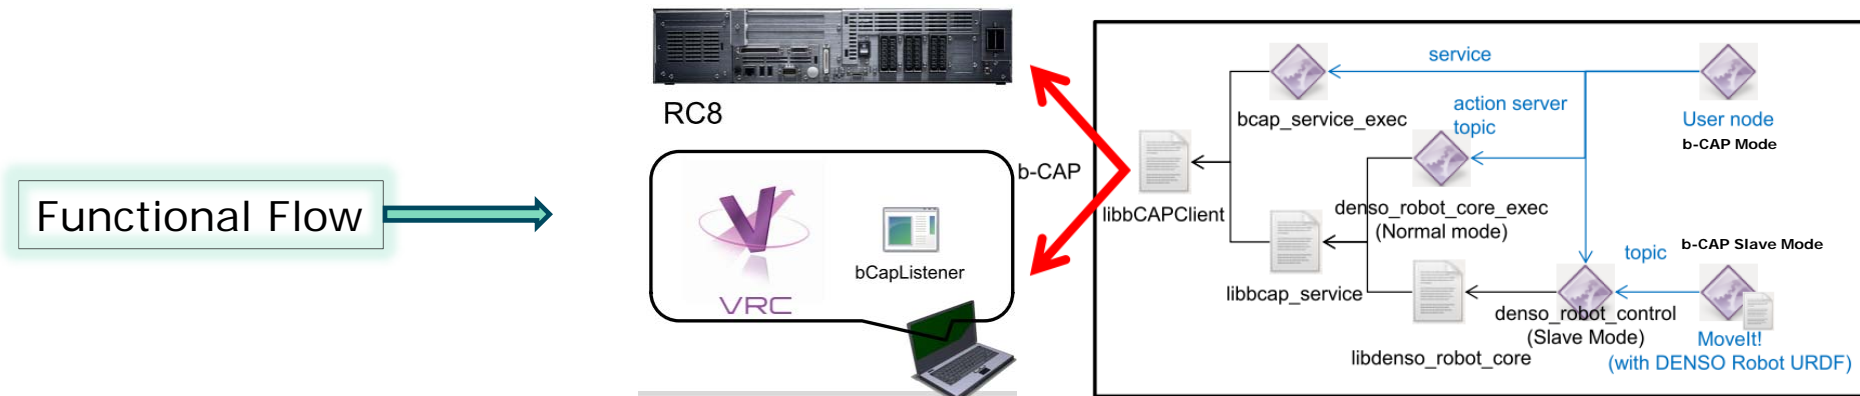 Functional Flow
RC8
VRC
bCapListener
b-CAP
service
action server
topic
bcap_service_exec
User node
b-CAP Mode
libbCAPClient
denso_robot_core_exec
(Normal mode)
b-CAP Slave Mode
topic
libbcap_service
denso_robot_control
(Slave Mode)
libdenso_robot_core
MoveIt!
(with DENSO Robot URDF)